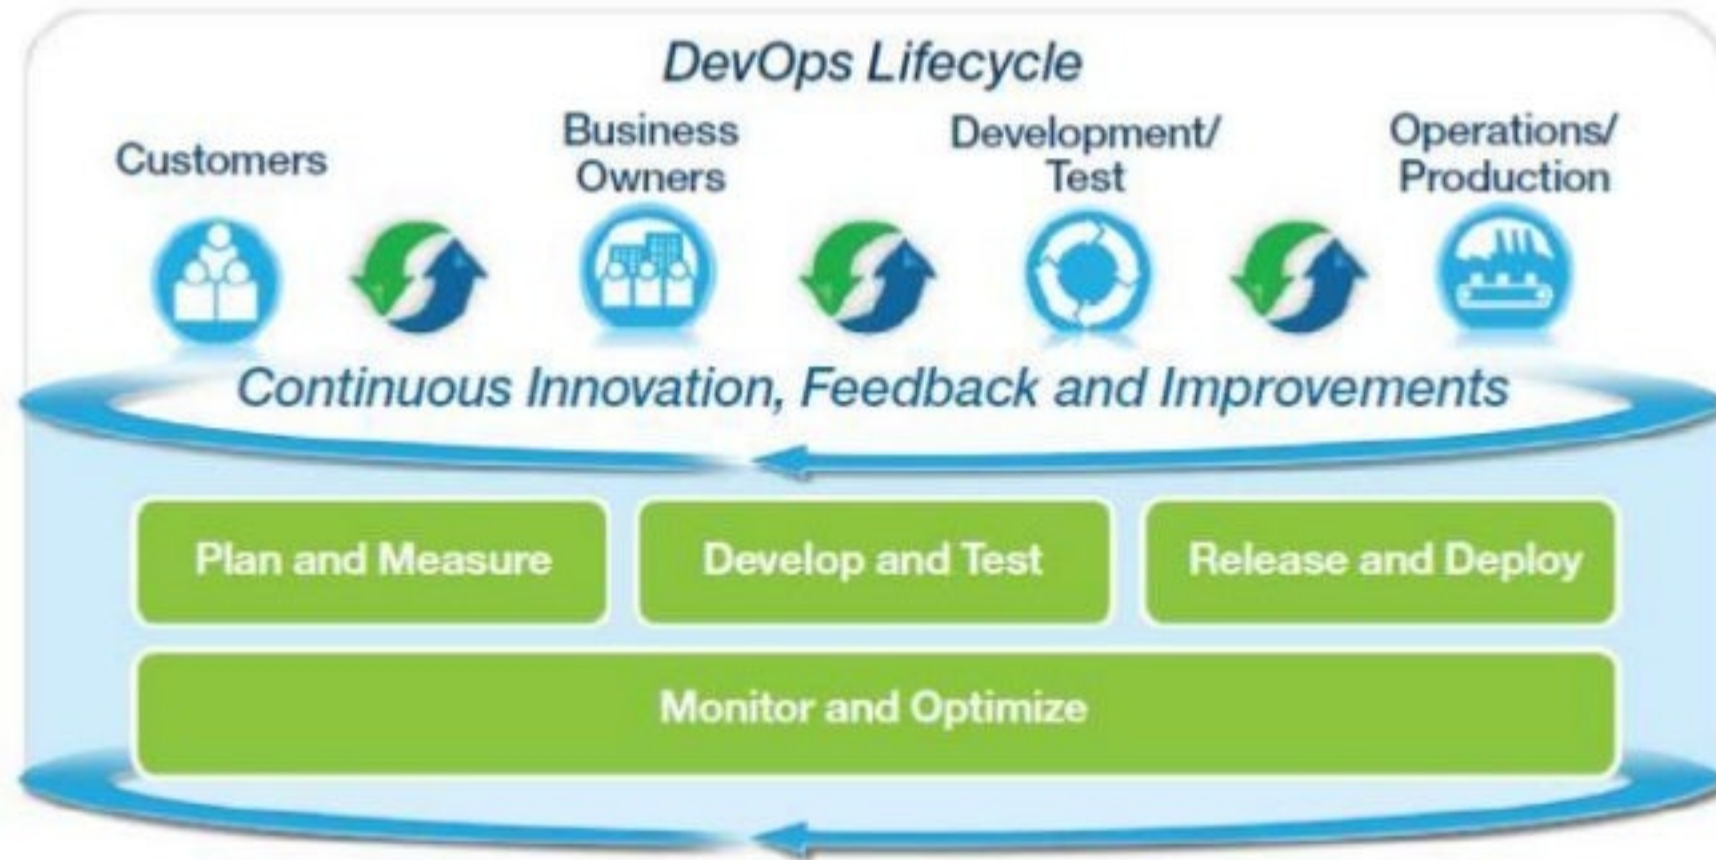 DevOps Lifecycle
Customers
Business
Owners
Development/
Test
Operations/
Production
Continuous Innovation, Feedback and Improvements
Plan and Measure
Develop and Test
Release and Deploy
Monitor and Optimize